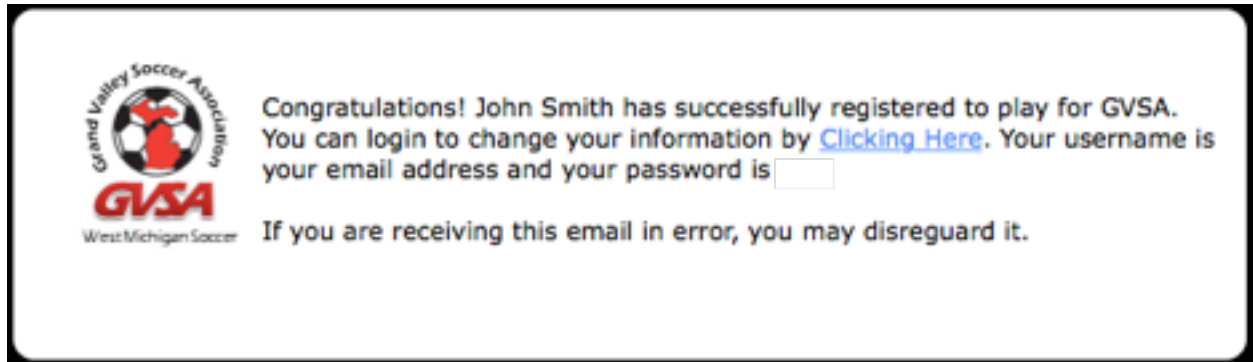 Grand Valley Soccer Association
GVSA
West Michigan Soccer
Congratulations! John Smith has successfully registered to play for GVSA.
You can login to change your information by Clicking Here. Your username is
your email address and your password is
If you are receiving this email in error, you may disreguard it.